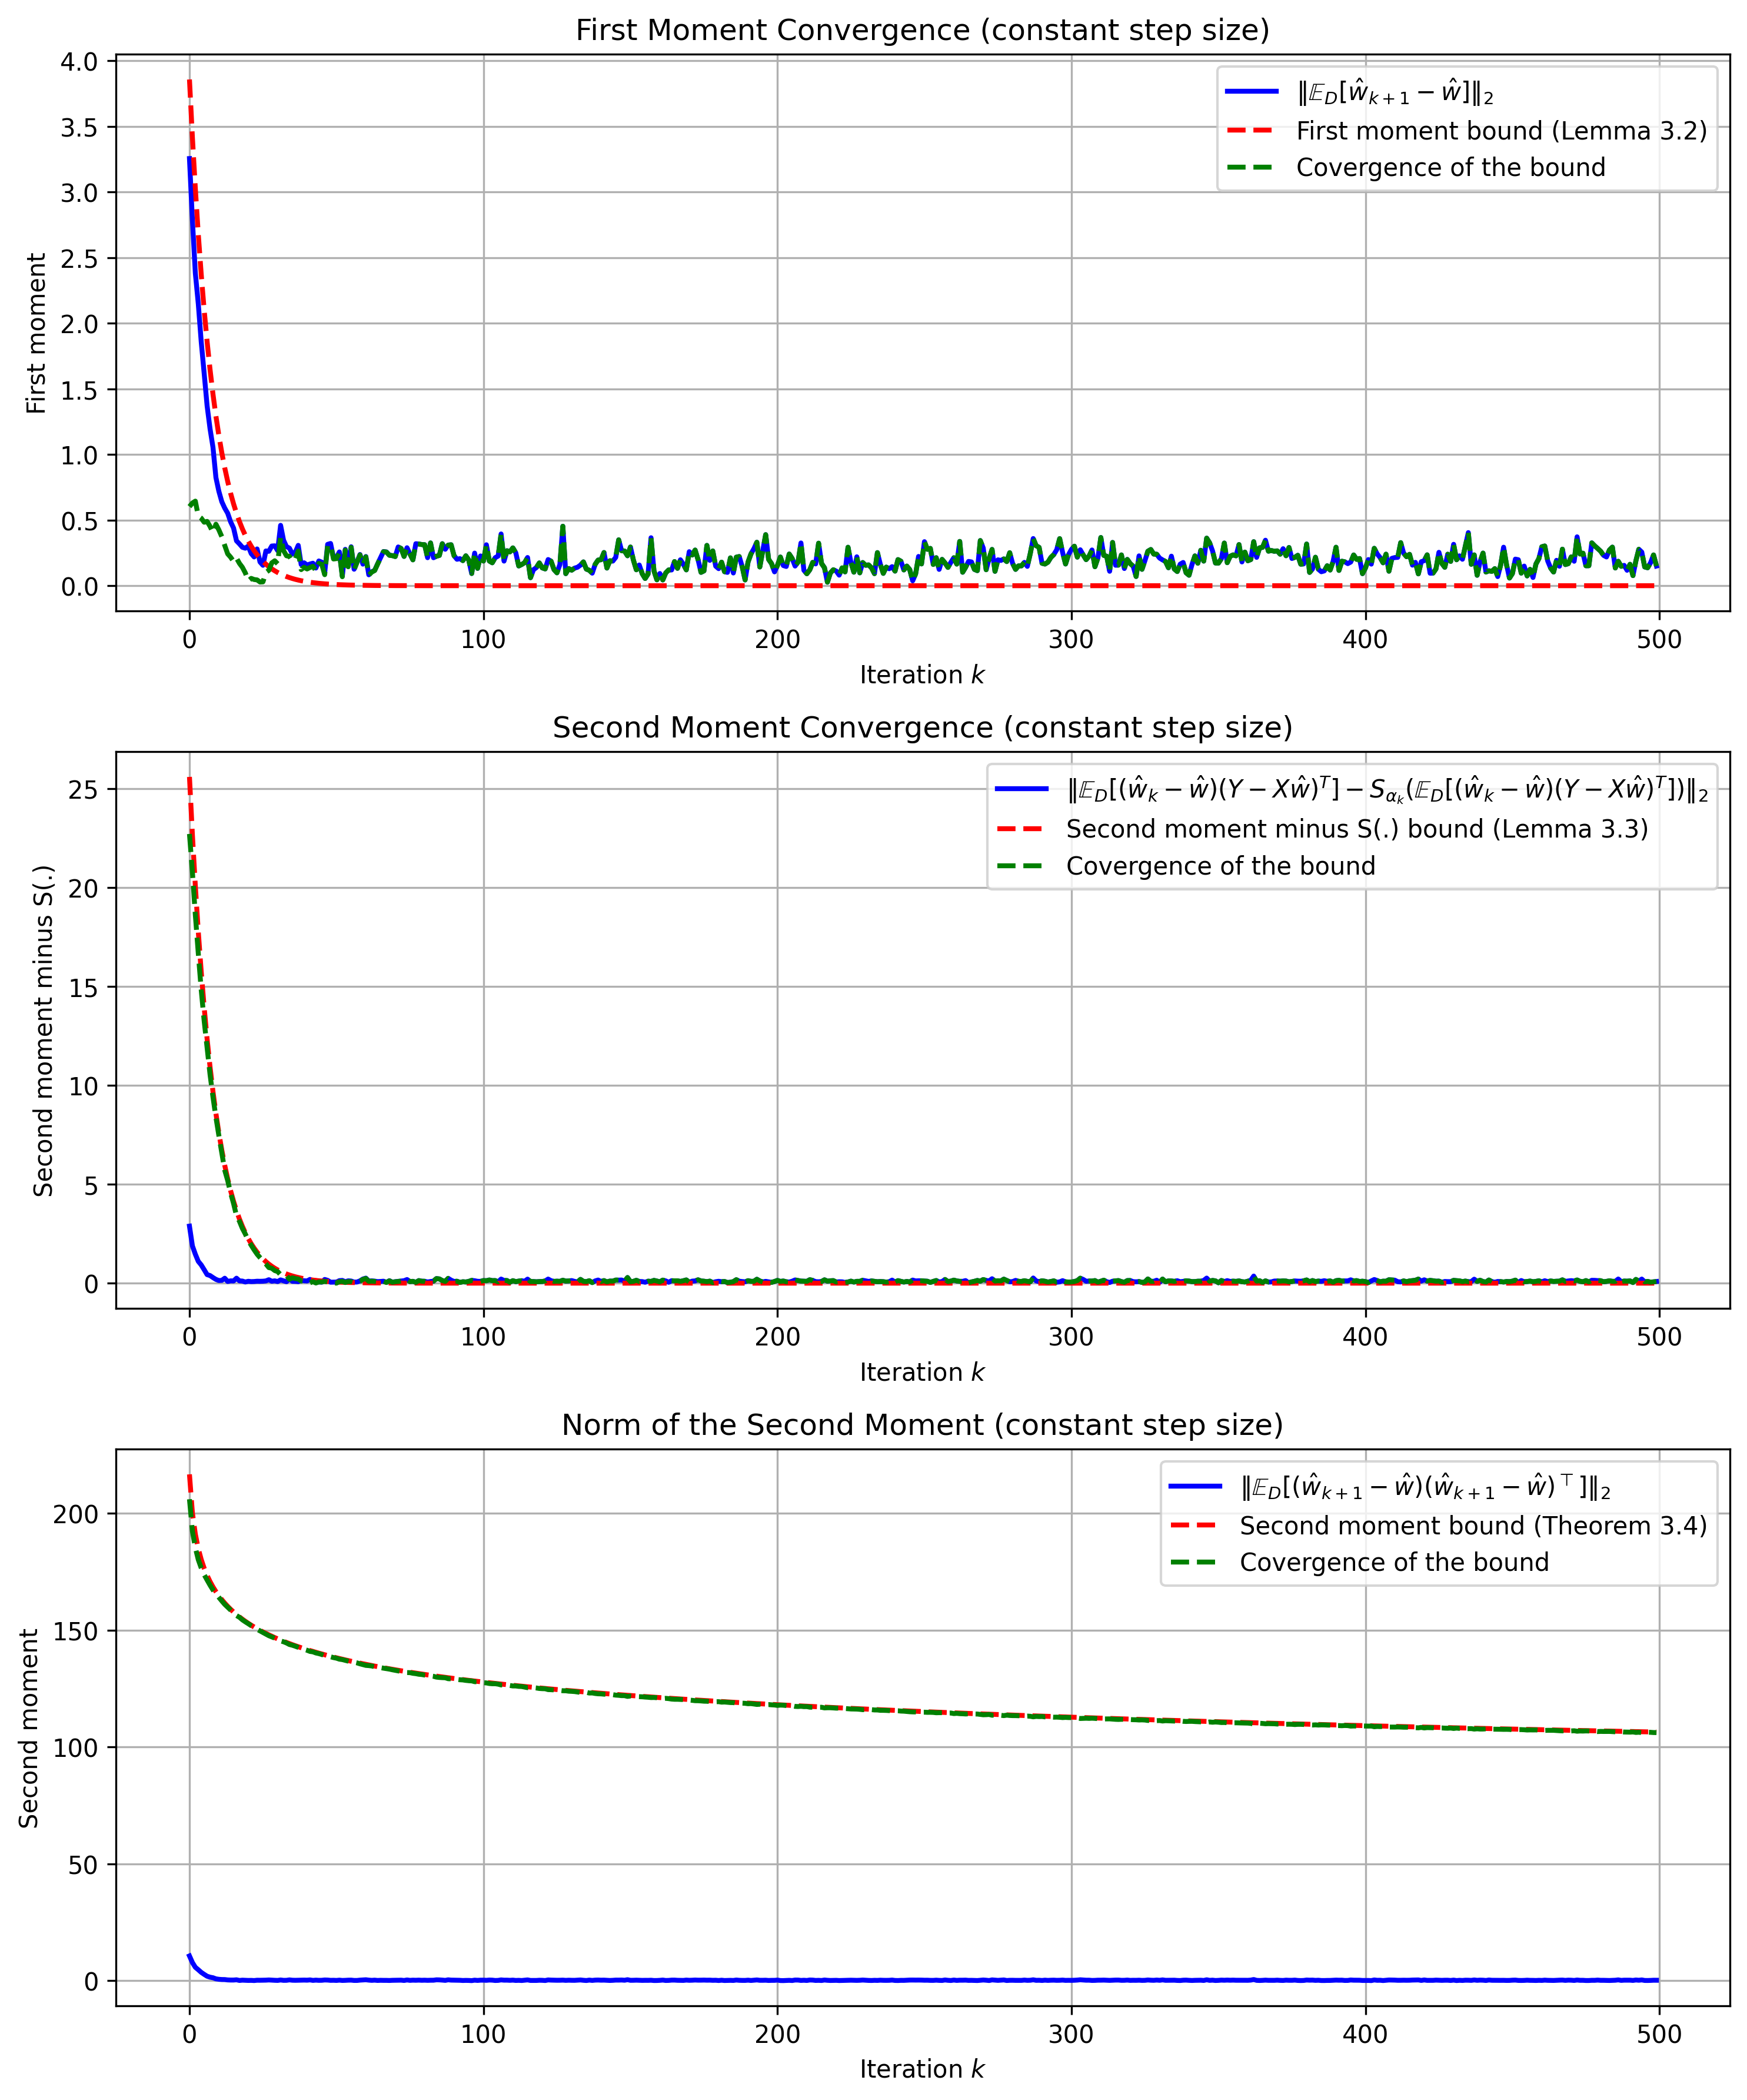 First Moment Convergence (constant step size)
4.0
3.5
3.0
2.5
2.0
1.5
1.0
0.5
0.0
First moment
‖𝔼_D[ŵ_{k+1} − ŵ]‖₂
First moment bound (Lemma 3.2)
Covergence of the bound
0 100 200 300 400 500
Iteration k
Second Moment Convergence (constant step size)
25
20
15
10
5
0
Second moment minus S(.)
‖𝔼_D[(ŵ_k − ŵ)(Y − Xŵ)^T] − S_{α_k}(𝔼_D[(ŵ_k − ŵ)(Y − Xŵ)^T])‖₂
Second moment minus S(.) bound (Lemma 3.3)
Covergence of the bound
0 100 200 300 400 500
Iteration k
Norm of the Second Moment (constant step size)
200
150
100
50
0
Second moment
‖𝔼_D[(ŵ_{k+1} − ŵ)(ŵ_{k+1} − ŵ)^⊤]‖₂
Second moment bound (Theorem 3.4)
Covergence of the bound
0 100 200 300 400 500
Iteration k